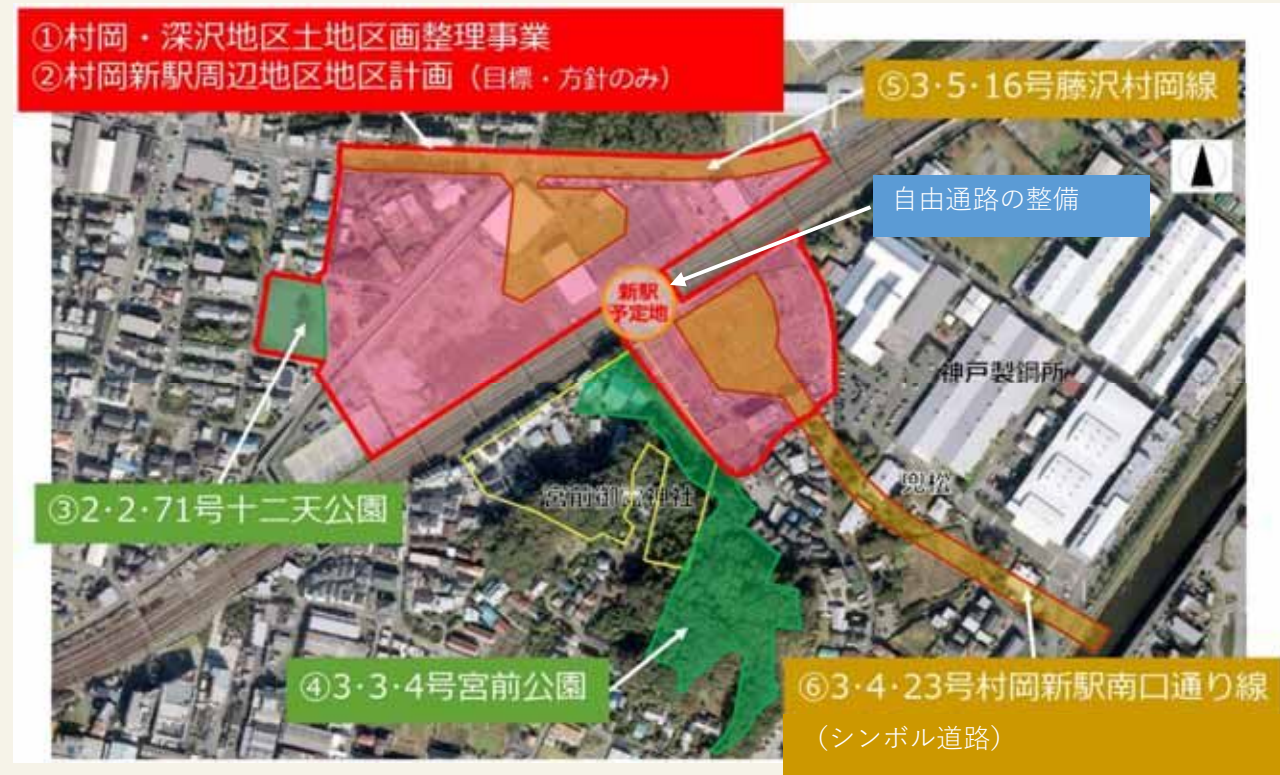 ①村岡・深沢地区土地区画整理事業
②村岡新駅周辺地区地区計画（目標・方針のみ）
⑤3・5・16号藤沢村岡線
自由通路の整備
新駅
予定地
神戸製鋼所
兜松
宮前御霊神社
③2・2・71号十二天公園
④3・3・4号宮前公園
⑥3・4・23号村岡新駅南口通り線
（シンボル道路）